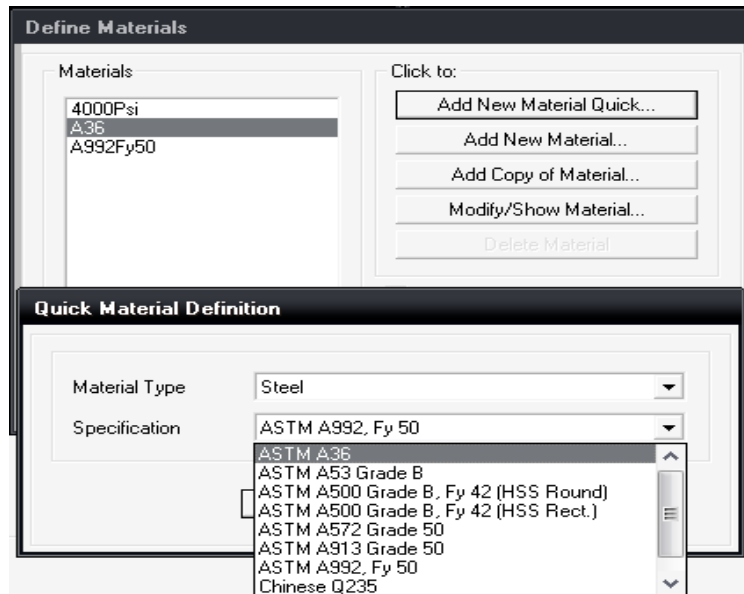 Define Materials
Materials
4000Psi
A36
A992Fy50
Click to:
Add New Material Quick...
Add New Material...
Add Copy of Material...
Modify/Show Material...
Delete Material
Quick Material Definition
Material Type
Steel
Specification
ASTM A992, Fy 50
ASTM A36
ASTM A53 Grade B
ASTM A500 Grade B, Fy 42 (HSS Round)
ASTM A500 Grade B, Fy 42 (HSS Rect.)
ASTM A572 Grade 50
ASTM A913 Grade 50
ASTM A992, Fy 50
Chinese Q235